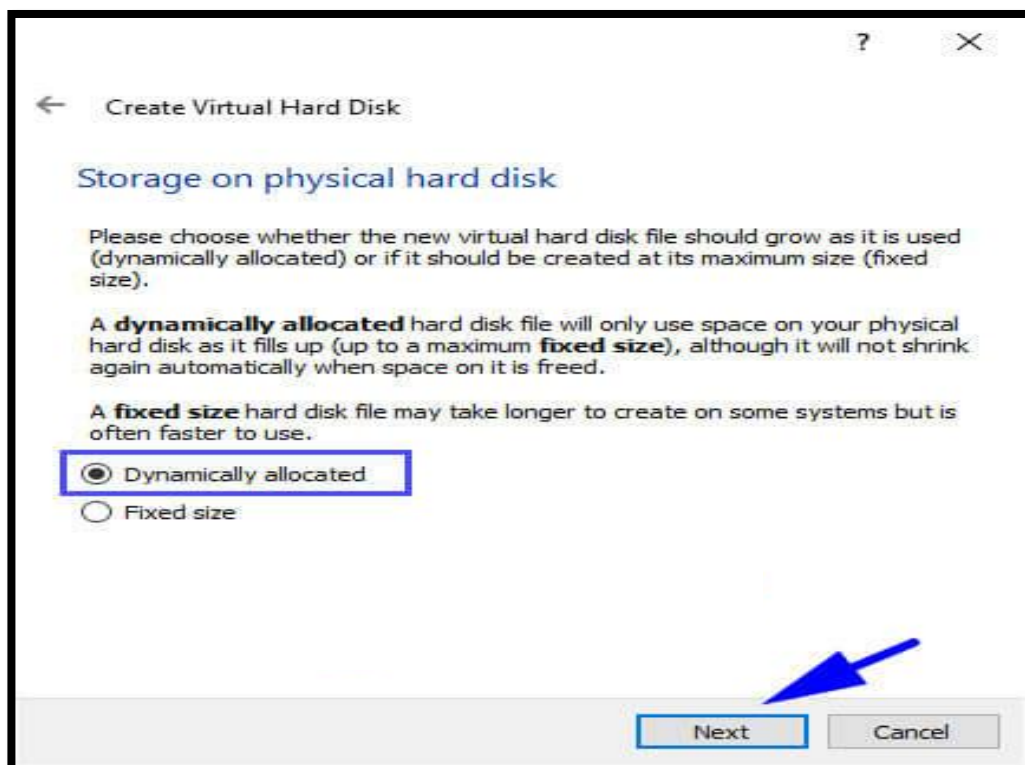 ?
Create Virtual Hard Disk
Storage on physical hard disk
Please choose whether the new virtual hard disk file should grow as it is used
(dynamically allocated) or if it should be created at its maximum size (fixed
size).
A dynamically allocated hard disk file will only use space on your physical
hard disk as it fills up (up to a maximum fixed size), although it will not shrink
again automatically when space on it is freed.
A fixed size hard disk file may take longer to create on some systems but is
often faster to use.
Dynamically allocated
Fixed size
Next Cancel